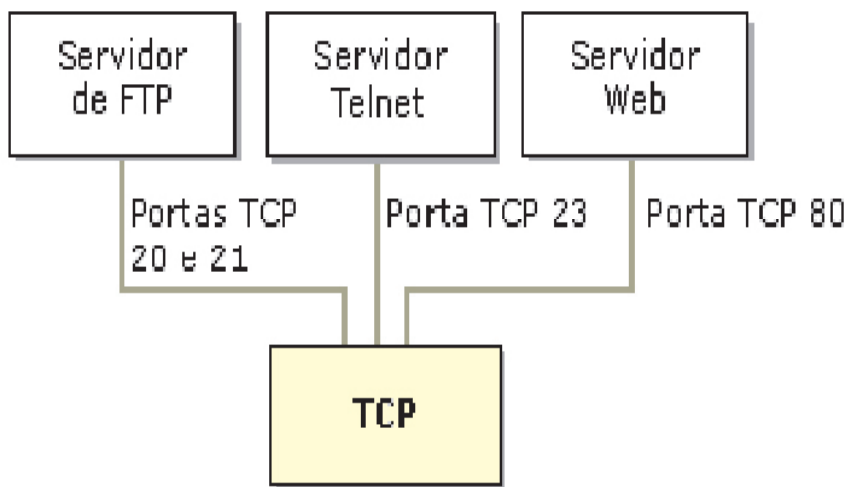 Servidor
de FTP
Servidor
Telnet
Servidor
Web
Portas TCP
20 e 21
Porta TCP 23
Porta TCP 80
TCP